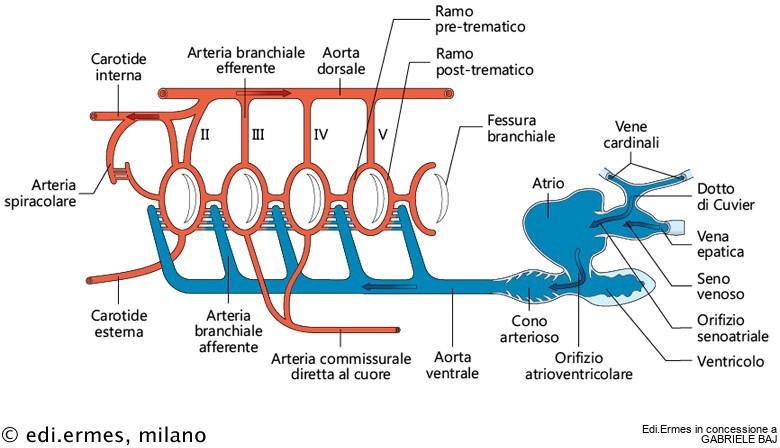 Ramo
pre-trematico
Carotide
interna
Arteria branchiale
efferente
Aorta
dorsale
Ramo
post-trematico
II
III
IV
V
Fessura
branchiale
Vene
cardinali
Atrio
Dotto
di Cuvier
Arteria
spiracolare
Vena
epatica
Seno
venoso
Carotide
esterna
Arteria
branchiale
afferente
Arteria commissurale
diretta al cuore
Aorta
ventrale
Cono
arterioso
Orifizio
atrioventricolare
Orifizio
senoatriale
Ventricolo
© edi.ermes, milano
Edi.Ermes in concessione a
GABRIELE BAJ